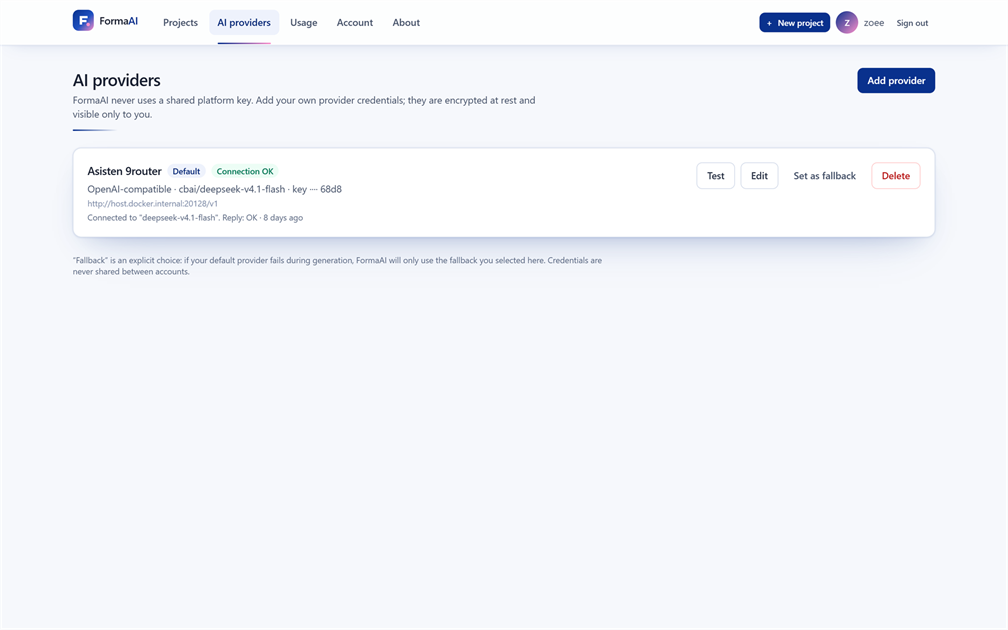 FormaAI
Projects
AI providers
Usage
Account
About
+ New project
Z
zoee
Sign out
AI providers
Add provider
FormaAI never uses a shared platform key. Add your own provider credentials; they are encrypted at rest and
visible only to you.
Asisten 9router
Default
Connection OK
Test
Edit
Set as fallback
Delete
OpenAI-compatible · cbai/deepseek-v4.1-flash · key ···· 68d8
http://host.docker.internal:20128/v1
Connected to "deepseek-v4.1-flash". Reply: OK · 8 days ago
"Fallback" is an explicit choice: if your default provider fails during generation, FormaAI will only use the fallback you selected here. Credentials are
never shared between accounts.